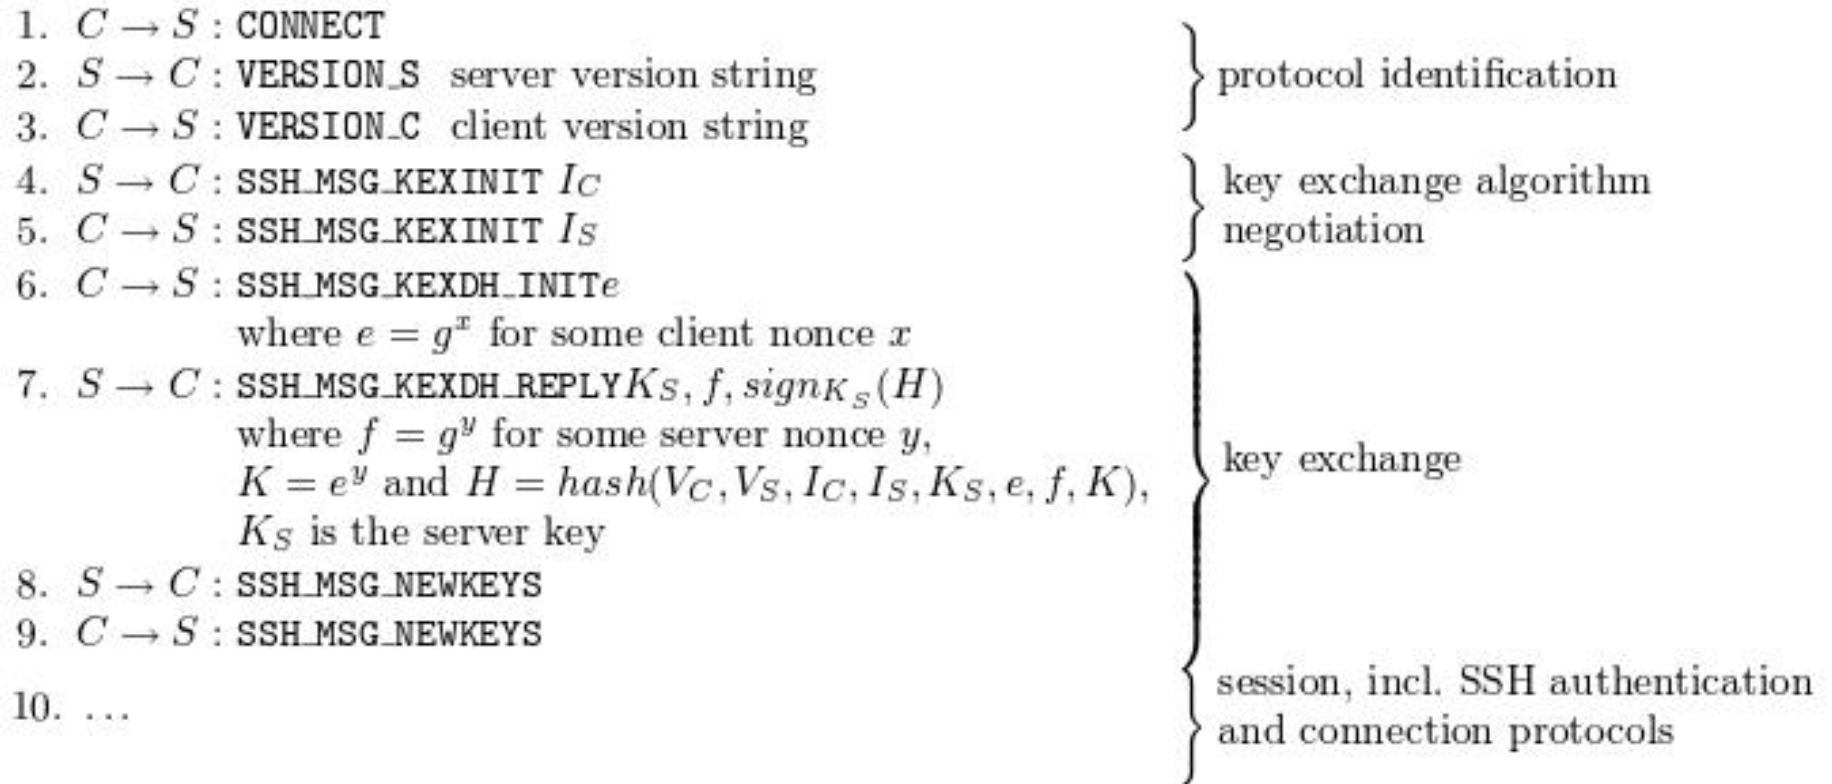 1. C → S : CONNECT
2. S → C : VERSION_S server version string
3. C → S : VERSION_C client version string
protocol identification
4. S → C : SSH_MSG_KEXINIT I_C
5. C → S : SSH_MSG_KEXINIT I_S
key exchange algorithm
negotiation
6. C → S : SSH_MSG_KEXDH_INITe
where e = g^x for some client nonce x
7. S → C : SSH_MSG_KEXDH_REPLYK_S, f, sign_{K_S}(H)
where f = g^y for some server nonce y,
K = e^y and H = hash(V_C, V_S, I_C, I_S, K_S, e, f, K),
K_S is the server key
8. S → C : SSH_MSG_NEWKEYS
9. C → S : SSH_MSG_NEWKEYS
key exchange
10. ...
session, incl. SSH authentication
and connection protocols